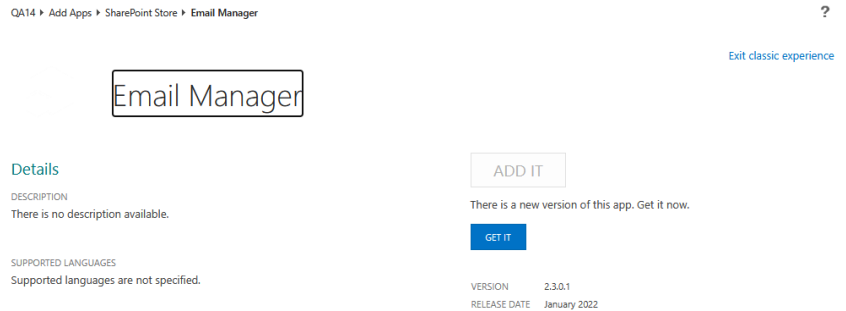 QA14 ▸ Add Apps ▸ SharePoint Store ▸ Email Manager
?
Exit classic experience
Email Manager
Details
DESCRIPTION
There is no description available.
SUPPORTED LANGUAGES
Supported languages are not specified.
ADD IT
There is a new version of this app. Get it now.
GET IT
VERSION 2.3.0.1
RELEASE DATE January 2022